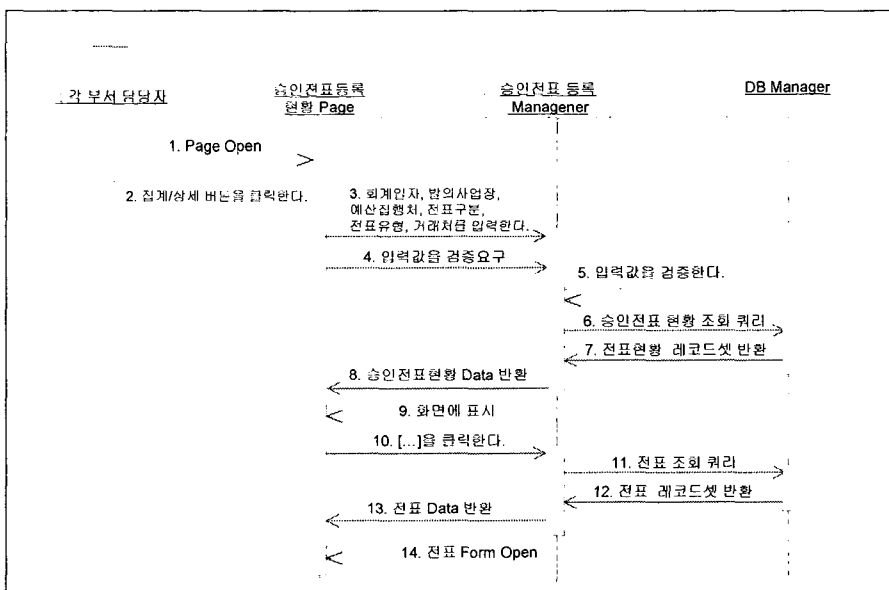 각 부서 담당자
승인전표등록
현황 Page
승인전표 등록
Managener
DB Manager
1. Page Open
2. 집계/상세 버튼을 클릭한다.
3. 회계일자, 발의사업장,
예산집행처, 전표구분,
전표유형, 거래처를 입력한다.
4. 입력값을 검증요구
5. 입력값을 검증한다.
6. 승인전표 현황 조회 쿼리
7. 전표현황 레코드셋 반환
8. 승인전표현황 Data 반환
9. 화면에 표시
10. [...]을 클릭한다.
11. 전표 조회 쿼리
12. 전표 레코드셋 반환
13. 전표 Data 반환
14. 전표 Form Open